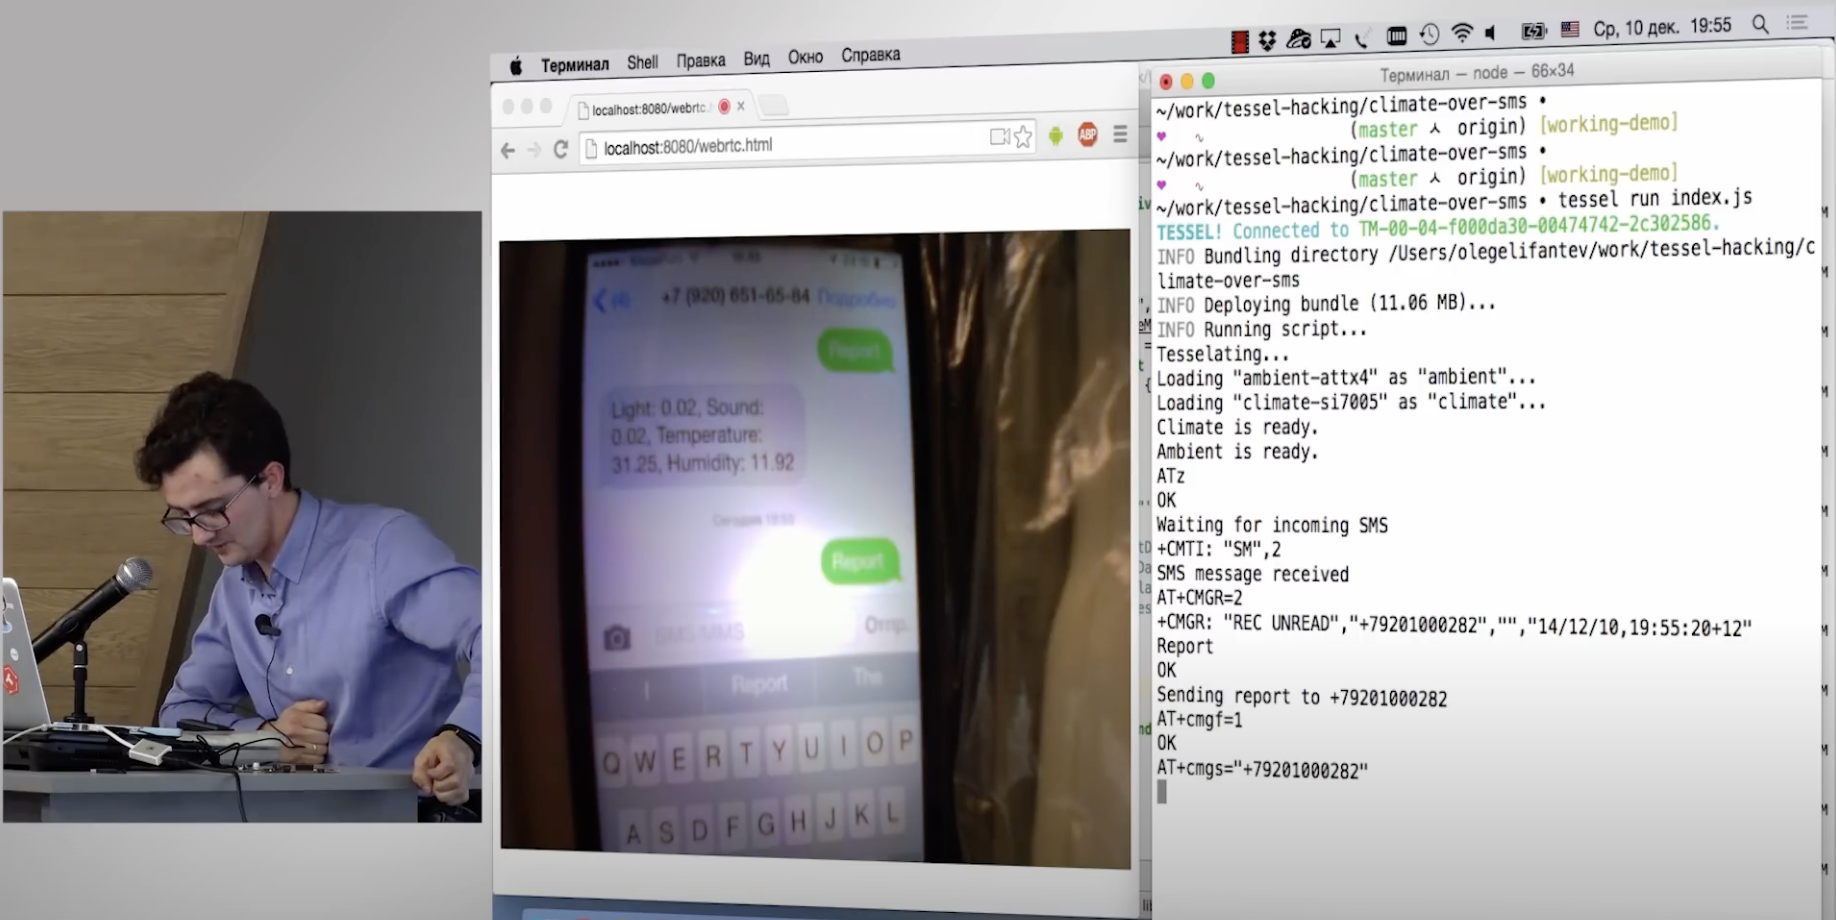 Терминал Shell Правка Вид Окно Справка
Ср, 10 дек. 19:55
localhost:8080/webrtc.
localhost:8080/webrtc.html
ABP
+7 (920) 651-65-84 Подробно
Report
Light: 0.02, Sound:
0.02, Temperature:
31.25, Humidity: 11.92
Сегодня
Report
Отпр.
Report The
Q W E R T Y U I O P
A S D F G H J K L
Терминал — node — 66×34
~/work/tessel-hacking/climate-over-sms •
(master ⅄ origin) [working-demo]
~/work/tessel-hacking/climate-over-sms •
(master ⅄ origin) [working-demo]
~/work/tessel-hacking/climate-over-sms • tessel run index.js
TESSEL! Connected to TM-00-04-f000da30-00474742-2c302586.
INFO Bundling directory /Users/olegelifantev/work/tessel-hacking/c
limate-over-sms
INFO Deploying bundle (11.06 MB)...
INFO Running script...
Tesselating...
Loading "ambient-attx4" as "ambient"...
Loading "climate-si7005" as "climate"...
Climate is ready.
Ambient is ready.
ATz
OK
Waiting for incoming SMS
+CMTI: "SM",2
SMS message received
AT+CMGR=2
+CMGR: "REC UNREAD","+79201000282","","14/12/10,19:55:20+12"
Report
OK
Sending report to +79201000282
AT+cmgf=1
OK
AT+cmgs="+79201000282"